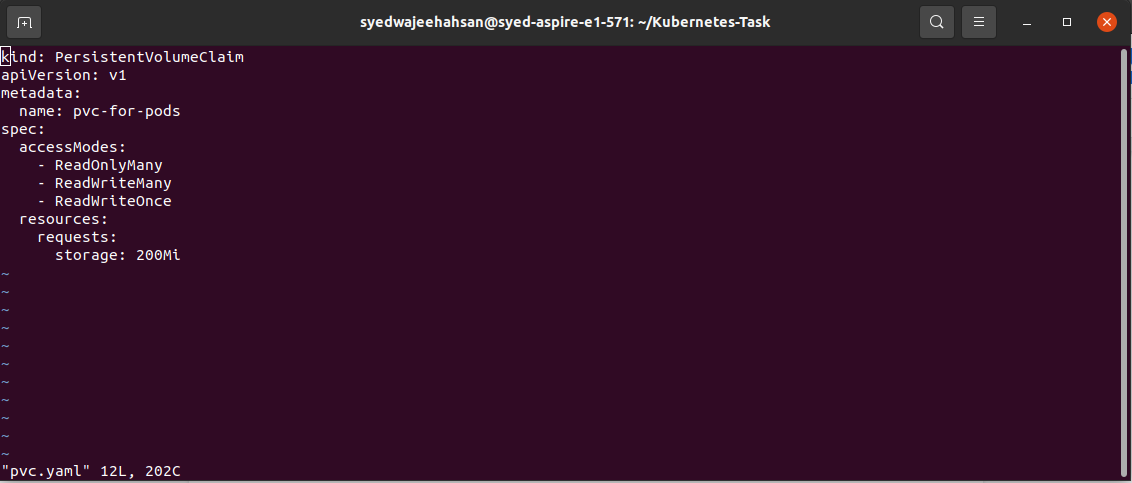 syedwajeehahsan@syed-aspire-e1-571: ~/Kubernetes-Task
kind: PersistentVolumeClaim
apiVersion: v1
metadata:
  name: pvc-for-pods
spec:
  accessModes:
    - ReadOnlyMany
    - ReadWriteMany
    - ReadWriteOnce
  resources:
    requests:
      storage: 200Mi
~
~
~
~
~
~
~
~
~
~
~
"pvc.yaml" 12L, 202C